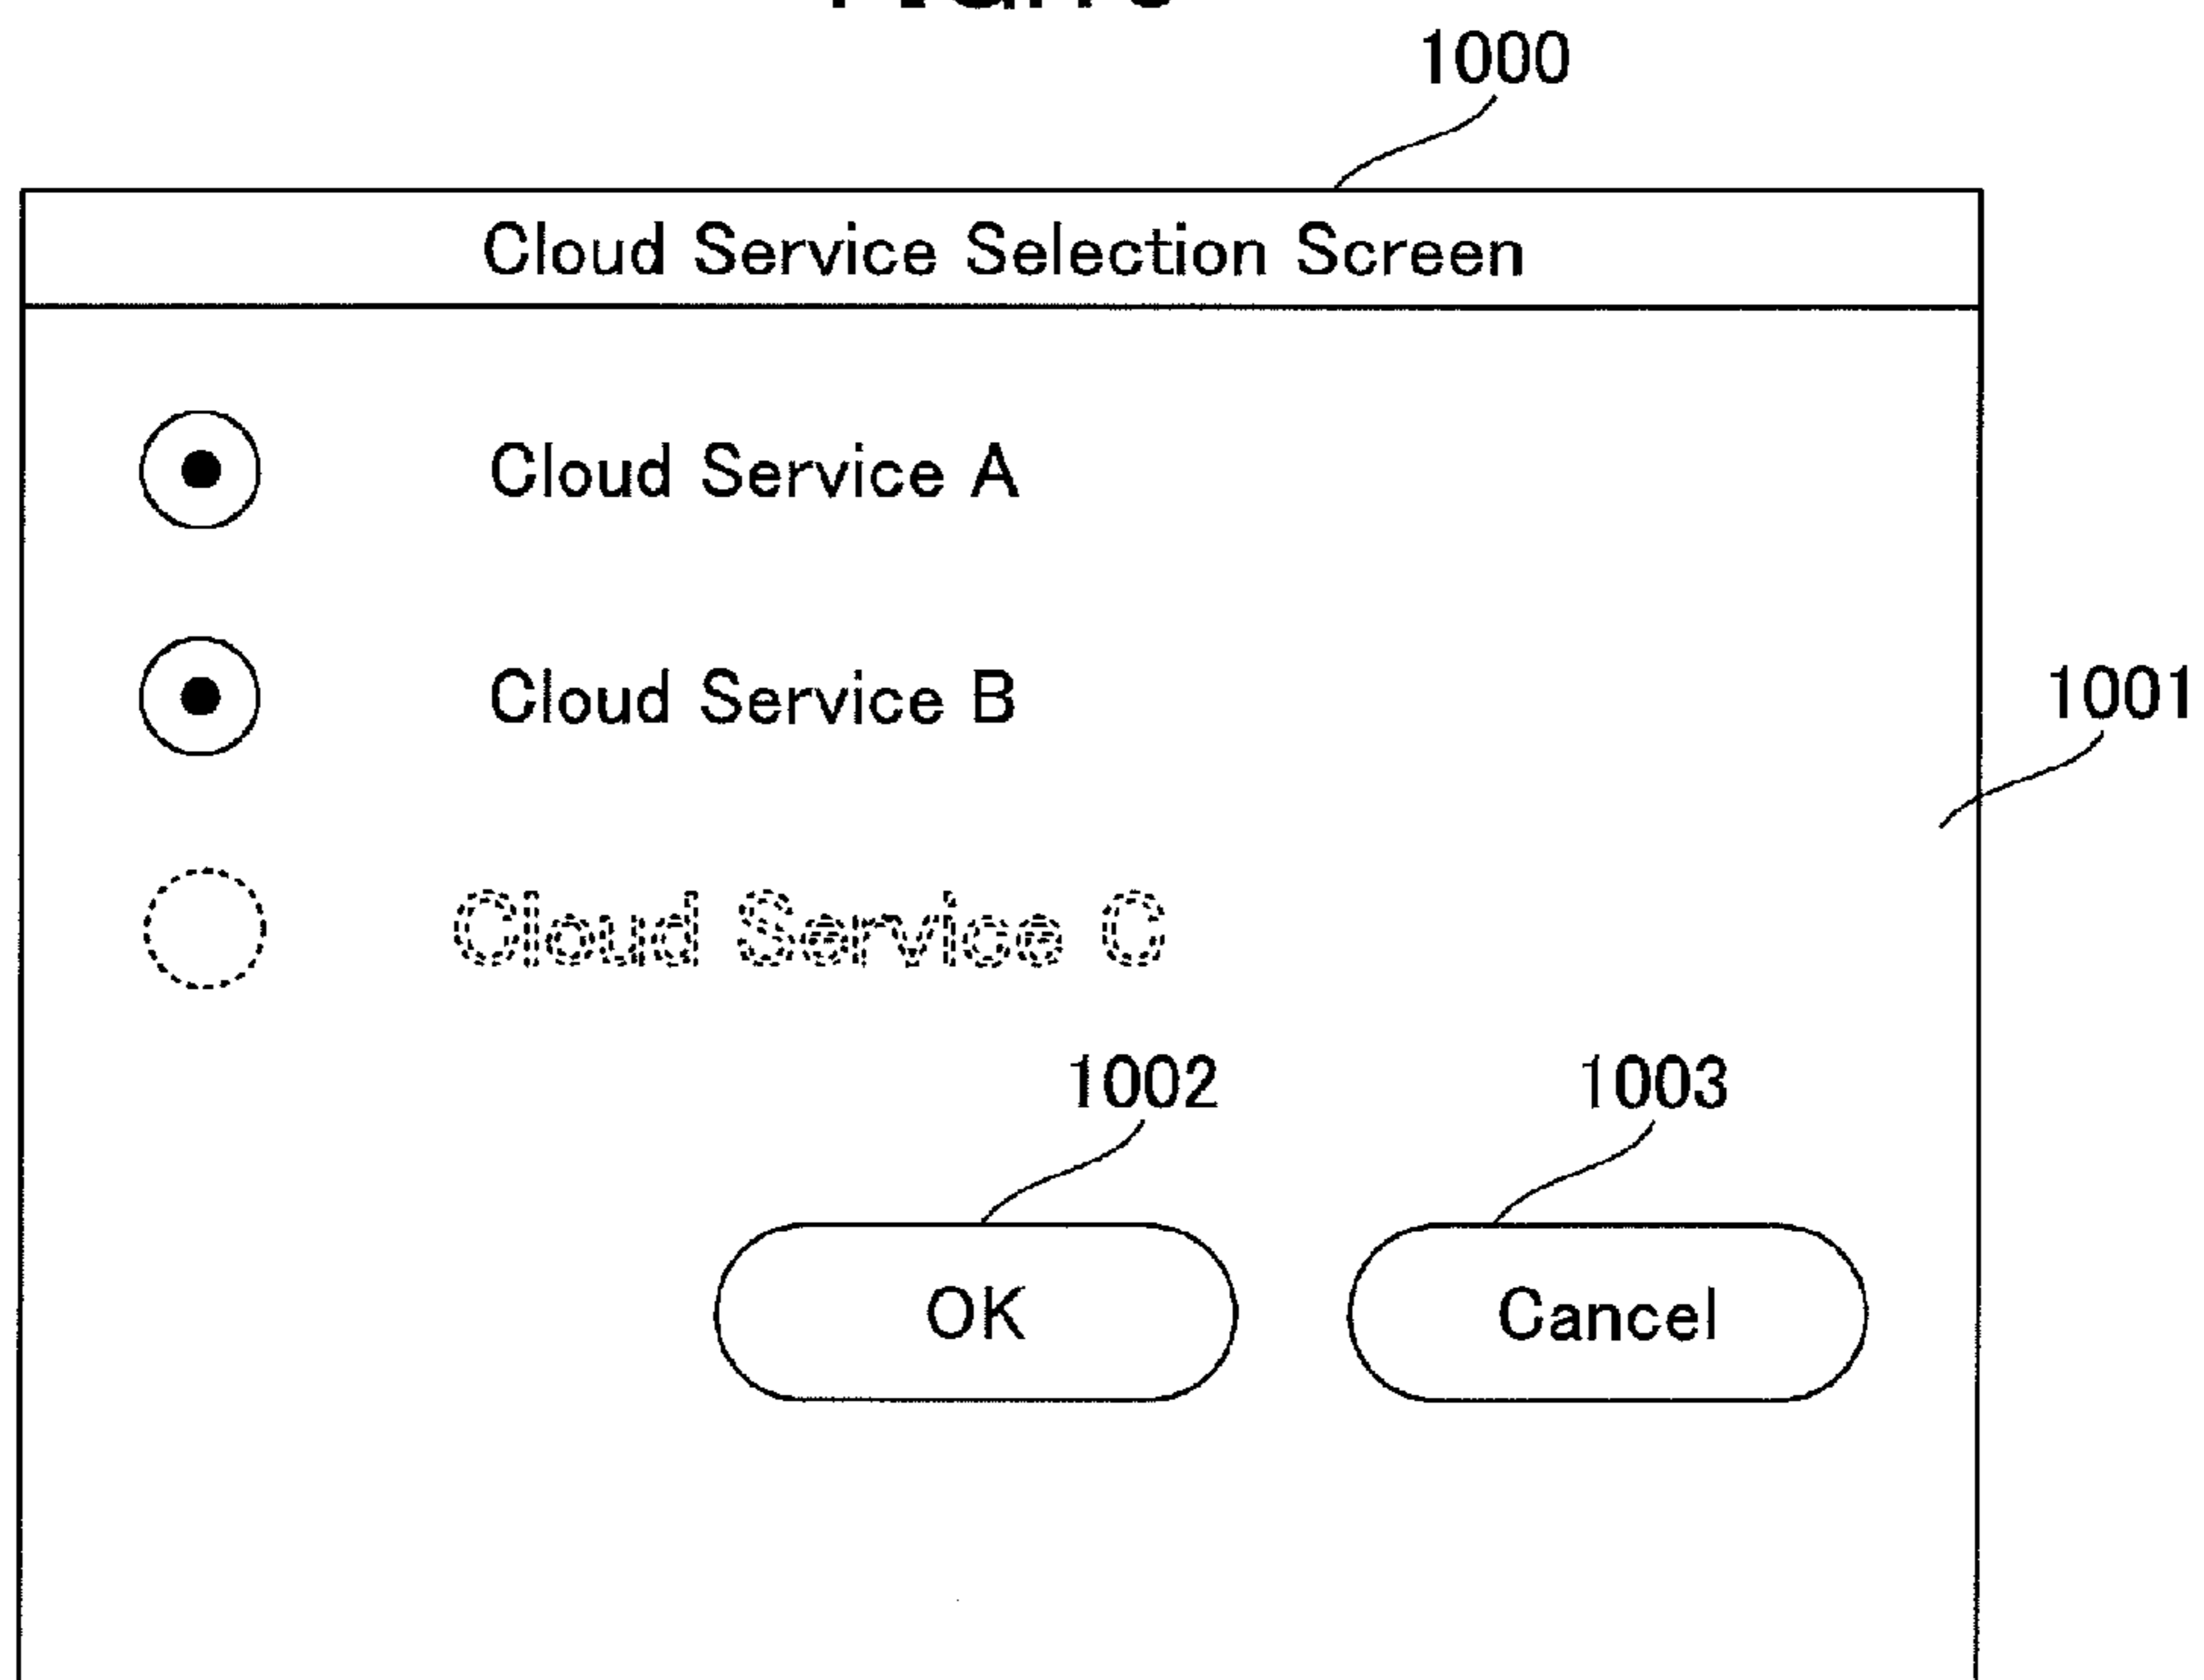 1000
Cloud Service Selection Screen
Cloud Service A
Cloud Service B
1001
Cloud Service C
1002
1003
OK
Cancel